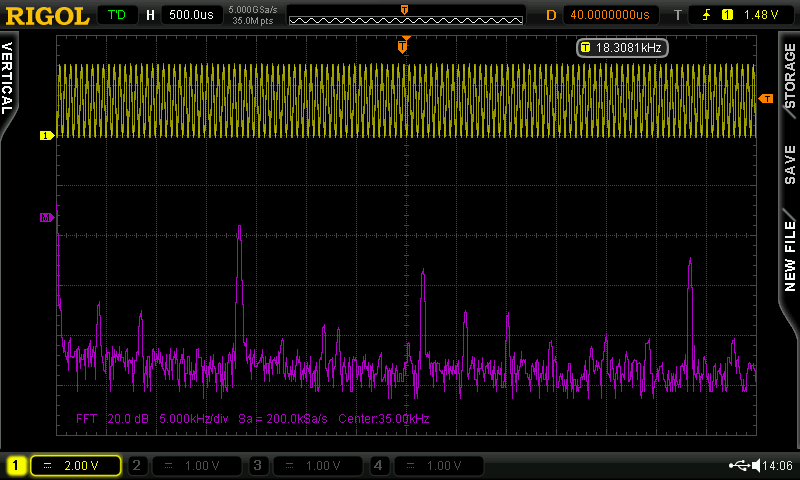 RIGOL T'D H 500.0us 5.000GSa/s 35.0M pts D 40.0000000us T 1 1.48 V
T 18.3081kHz
VERTICAL
STORAGE
SAVE
NEW FILE
T
T
1
M
FFT 20.0 dB 5.000kHz/div Sa = 200.0kSa/s Center:35.00kHz
1 2.00 V 2 1.00 V 3 1.00 V 4 1.00 V 14:06